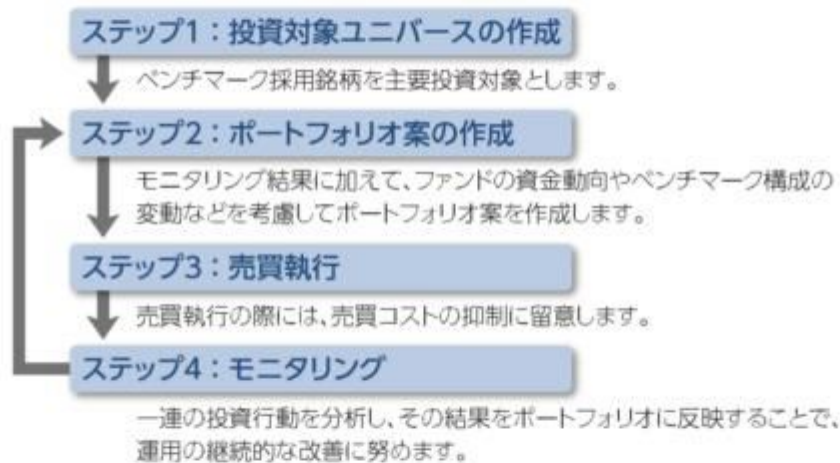 ステップ1：投資対象ユニバースの作成
ベンチマーク採用銘柄を主要投資対象とします。
ステップ2：ポートフォリオ案の作成
モニタリング結果に加えて、ファンドの資金動向やベンチマーク構成の
変動などを考慮してポートフォリオ案を作成します。
ステップ3：売買執行
売買執行の際には、売買コストの抑制に留意します。
ステップ4：モニタリング
一連の投資行動を分析し、その結果をポートフォリオに反映することで、
運用の継続的な改善に努めます。